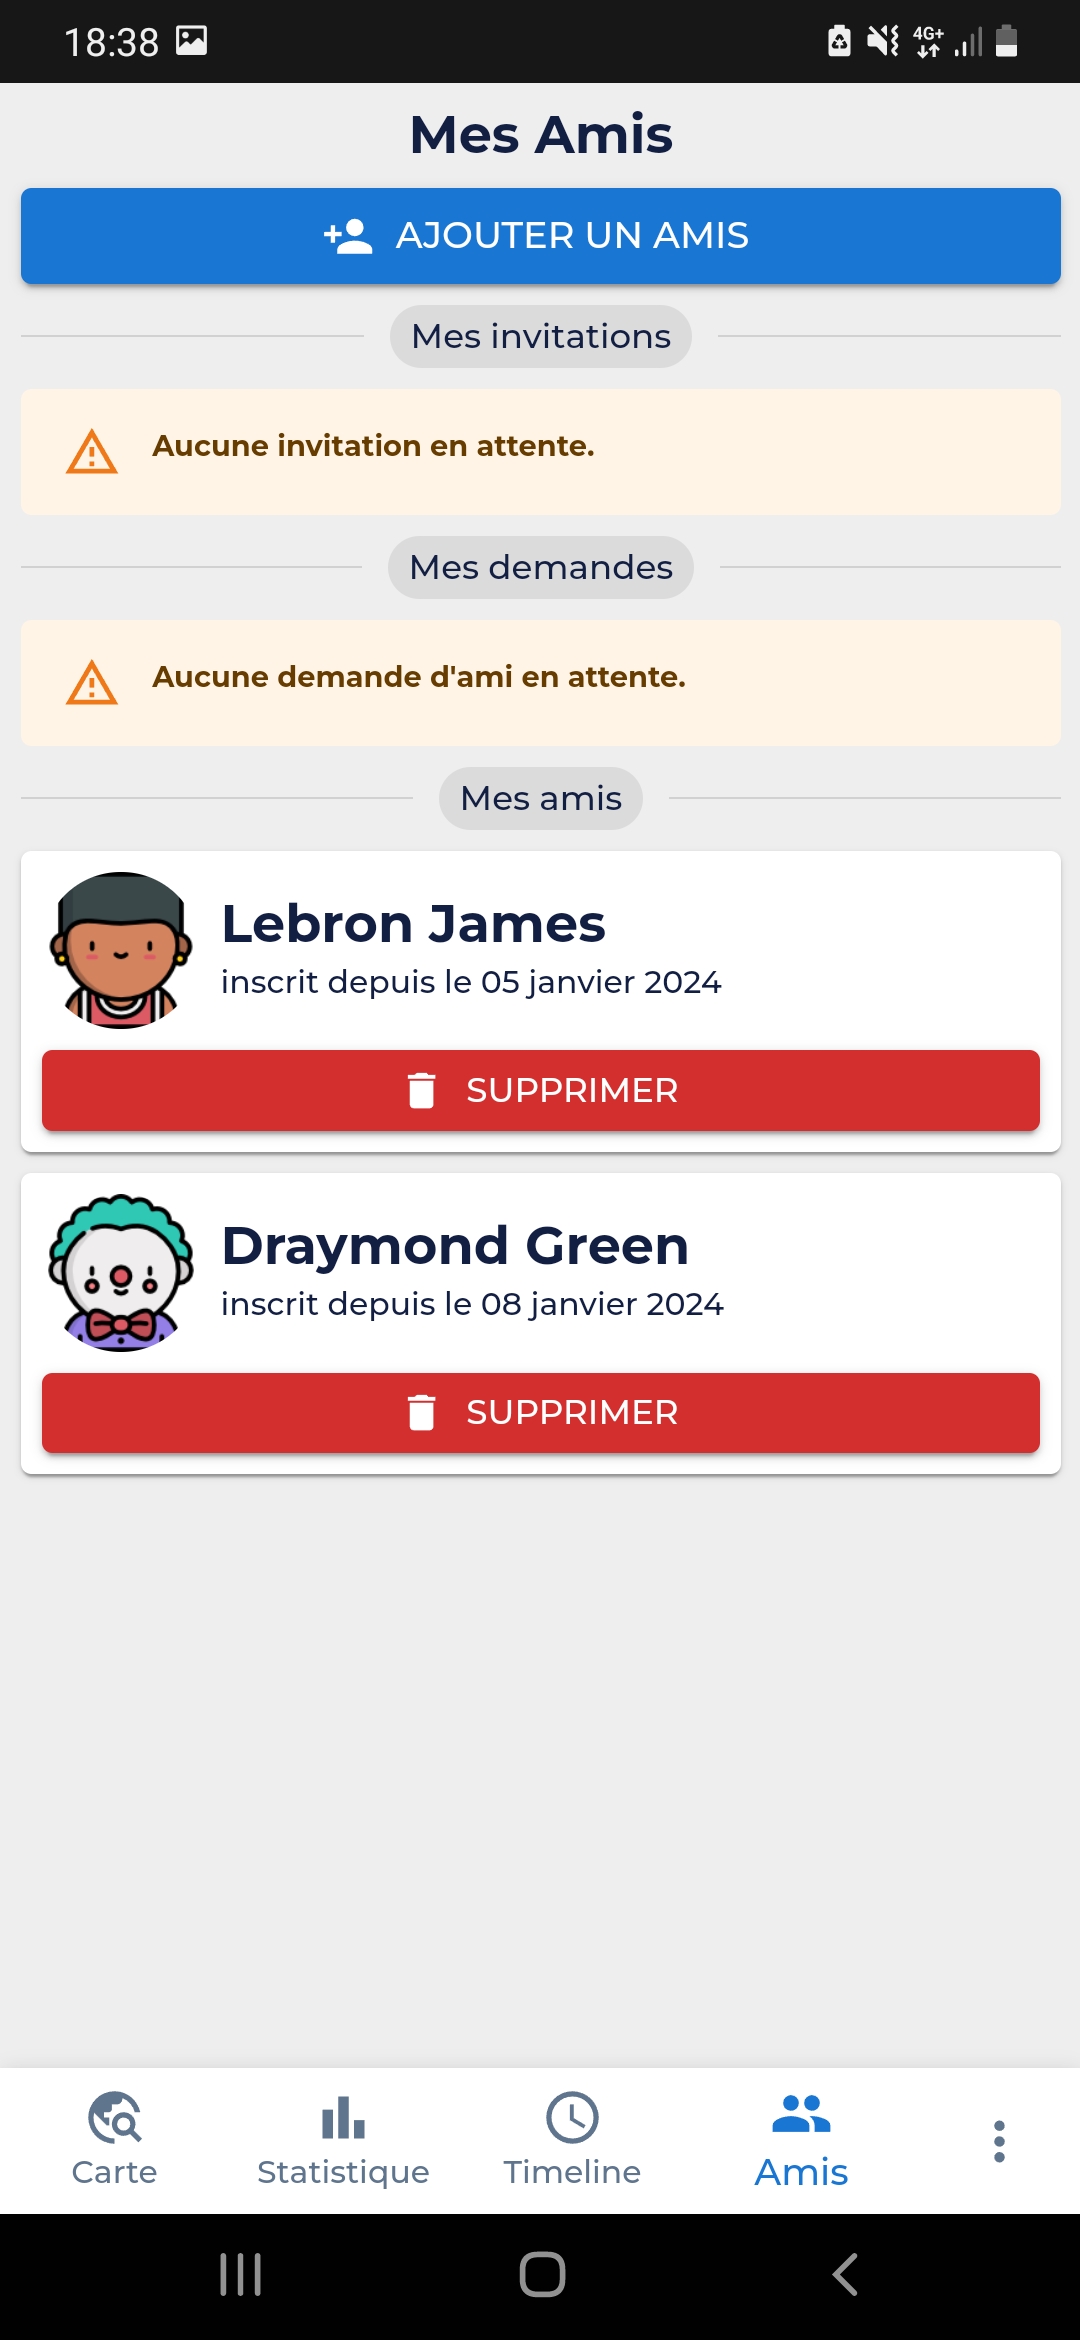 18:38
4G+
Mes Amis
AJOUTER UN AMIS
Mes invitations
Aucune invitation en attente.
Mes demandes
Aucune demande d'ami en attente.
Mes amis
Lebron James
inscrit depuis le 05 janvier 2024
SUPPRIMER
Draymond Green
inscrit depuis le 08 janvier 2024
SUPPRIMER
Carte
Statistique
Timeline
Amis